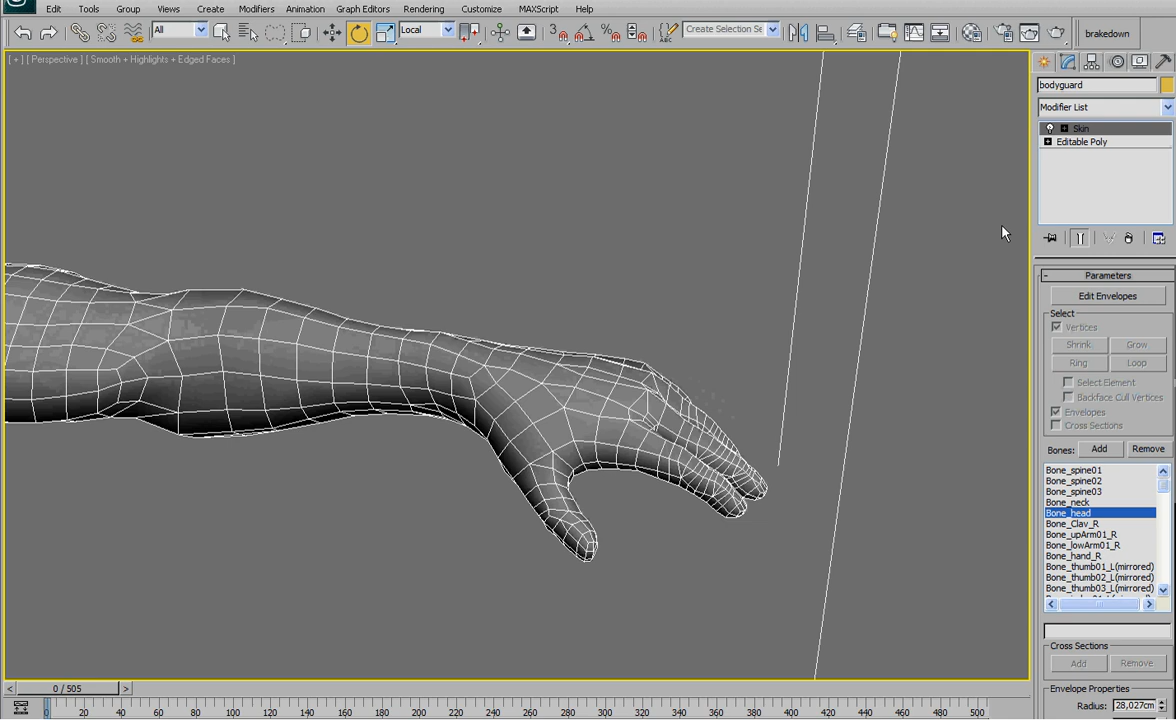 Edit Tools Group Views Create Modifiers Animation Graph Editors Rendering Customize MAXScript Help
All
Local
3
Create Selection Se
brakedown
[ + ] [ Perspective ] [ Smooth + Highlights + Edged Faces ]
bodyguard
Modifier List
Skin
Editable Poly
Parameters
Edit Envelopes
Select
Vertices
Shrink Grow
Ring Loop
Select Element
Backface Cull Vertices
Envelopes
Cross Sections
Bones: Add Remove
Bone_spine01
Bone_spine02
Bone_spine03
Bone_neck
Bone_head
Bone_Clav_R
Bone_upArm01_R
Bone_lowArm01_R
Bone_hand_R
Bone_thumb01_L(mirrored)
Bone_thumb02_L(mirrored)
Bone_thumb03_L(mirrored)
Cross Sections
Add Remove
Envelope Properties
Radius: 28,027cm
< 0 / 505 >
0 20 40 60 80 100 120 140 160 180 200 220 240 260 280 300 320 340 360 380 400 420 440 460 480 500